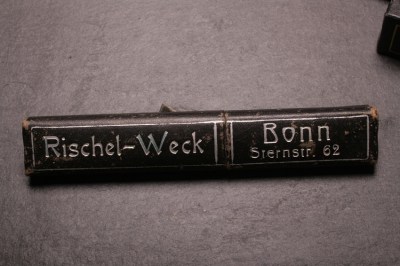 Rischel-Weck
Bonn
Sternstr. 62